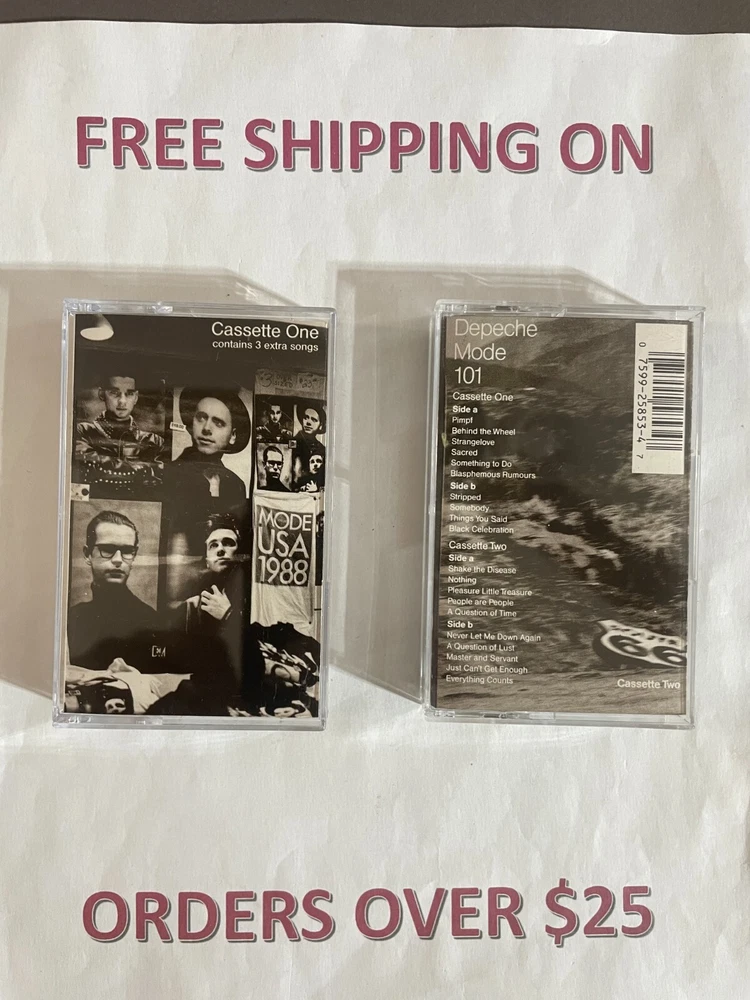 FREE SHIPPING ON
Cassette One
contains 3 extra songs
MODE
USA
1988
Depeche
Mode
101
Cassette One
Side a
Pimpf
Behind the Wheel
Strangelove
Sacred
Something to Do
Blasphemous Rumours
Side b
Stripped
Somebody
Things You Said
Black Celebration
Cassette Two
Side a
Shake the Disease
Nothing
Pleasure Little Treasure
People are People
A Question of Time
Side b
Never Let Me Down Again
A Question of Lust
Master and Servant
Just Can't Get Enough
Everything Counts
0 7599-25853-4 7
66
Cassette Two
ORDERS OVER $25